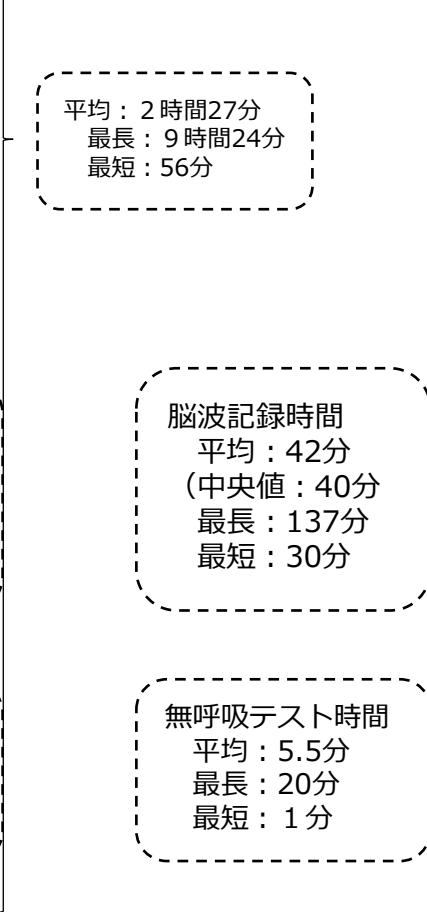 平均：２時間27分
最長：９時間24分
最短：56分
脳波記録時間
平均：42分
（中央値：40分
最長：137分
最短：30分
無呼吸テスト時間
平均：5.5分
最長：20分
最短：１分